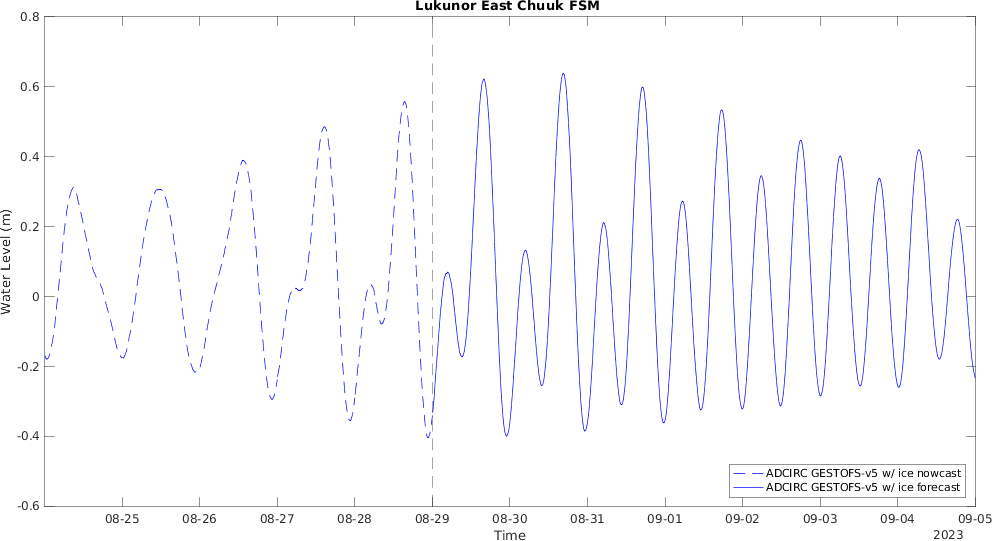 Lukunor East Chuuk FSM
0.8
0.6
0.4
0.2
0
-0.2
-0.4
-0.6
Water Level (m)
ADCIRC GESTOFS-v5 w/ ice nowcast
ADCIRC GESTOFS-v5 w/ ice forecast
08-25 08-26 08-27 08-28 08-29 08-30 08-31 09-01 09-02 09-03 09-04 09-05
Time
2023